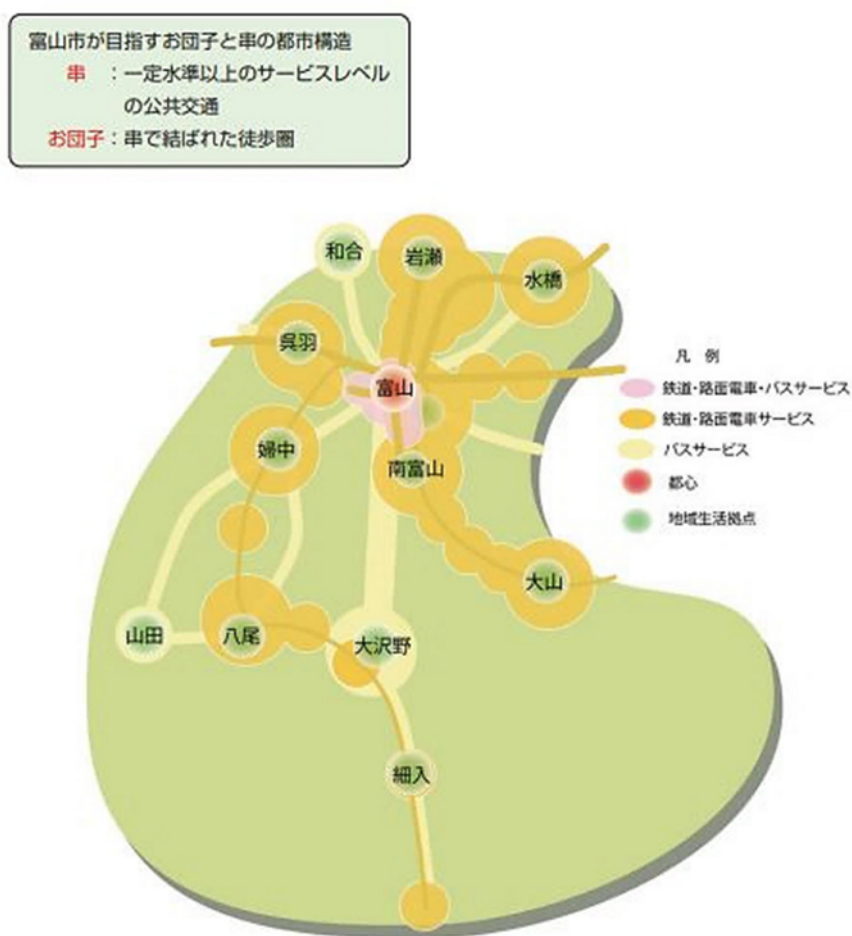 富山市が目指すお団子と串の都市構造
串 ：一定水準以上のサービスレベル
の公共交通
お団子：串で結ばれた徒歩圏
和合
岩瀬
水橋
呉羽
富山
婦中
南富山
大山
山田
八尾
大沢野
細入
凡 例
鉄道・路面電車・バスサービス
鉄道・路面電車サービス
バスサービス
都心
地域生活拠点